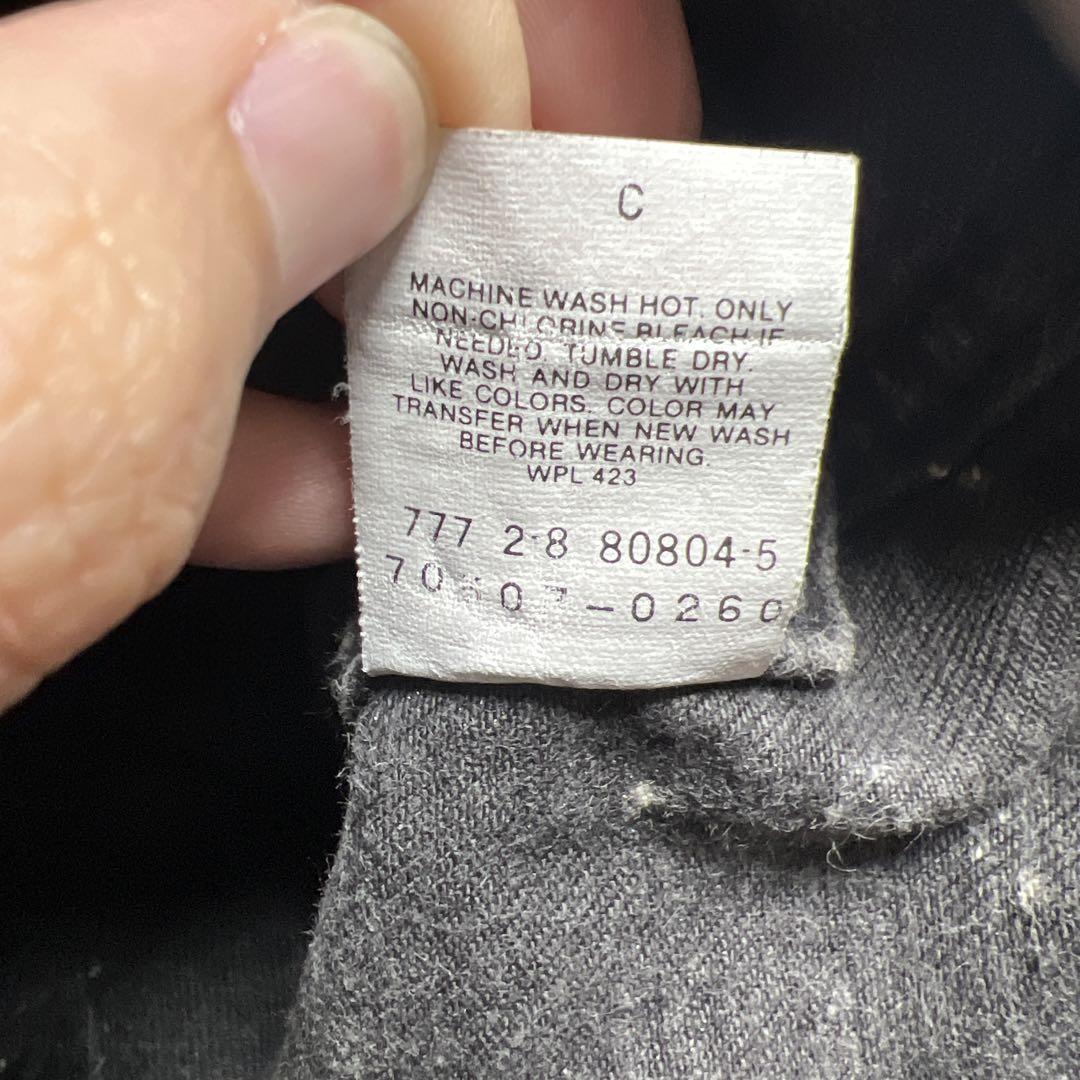 C
MACHINE WASH HOT. ONLY
NON-CHLORINE BLEACH IF
NEEDED. TUMBLE DRY.
WASH AND DRY WITH
LIKE COLORS. COLOR MAY
TRANSFER WHEN NEW WASH
BEFORE WEARING.
WPL 423
777 2-8 80804-5
-0260